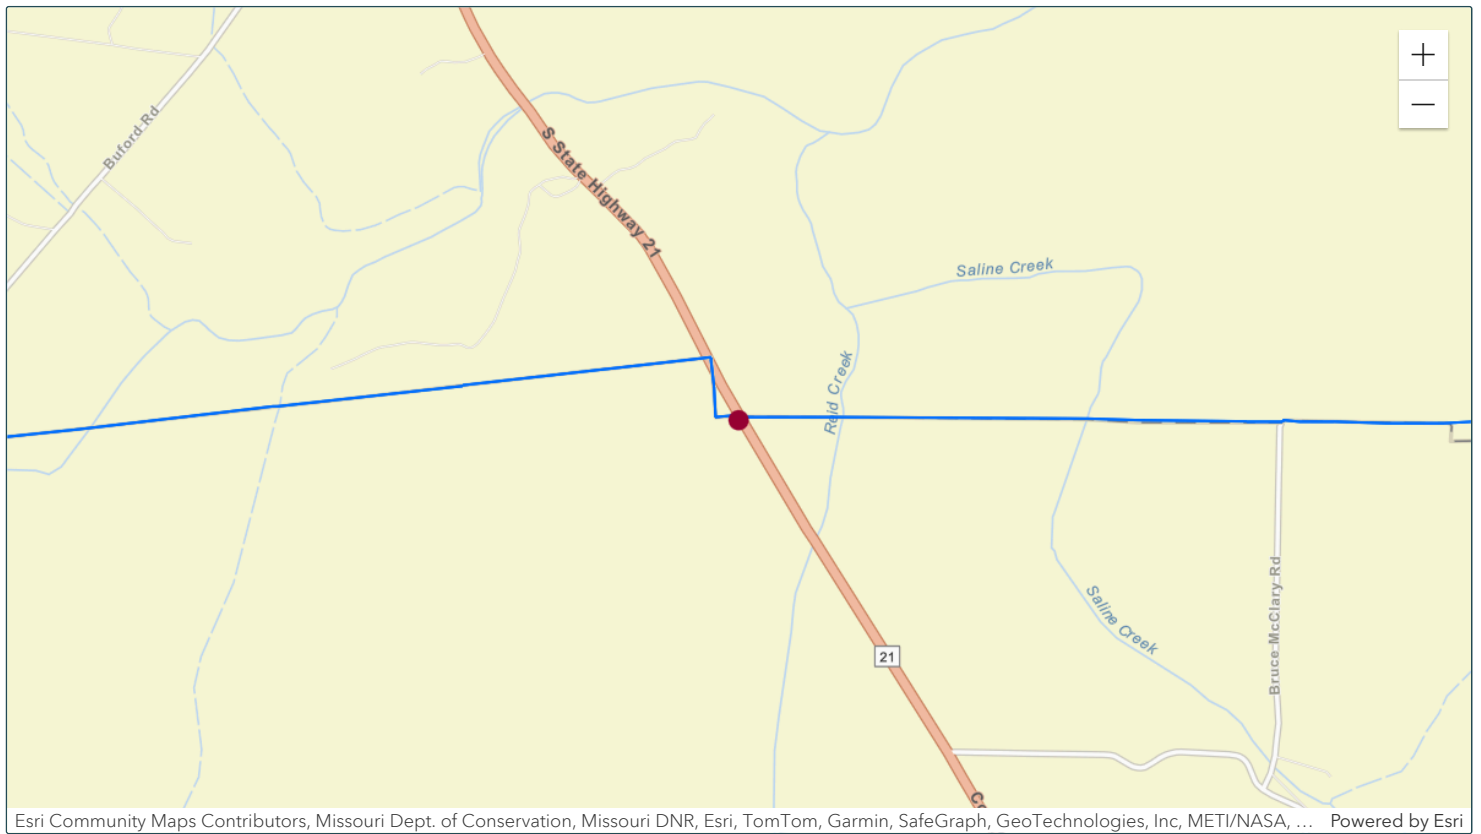 +
Buford Rd
S State Highway 21
Saline Creek
−
Reid Creek
Saline Creek
Bruce McClary Rd
21
Co
Esri Community Maps Contributors, Missouri Dept. of Conservation, Missouri DNR, Esri, TomTom, Garmin, SafeGraph, GeoTechnologies, Inc, METI/NASA, ... Powered by Esri